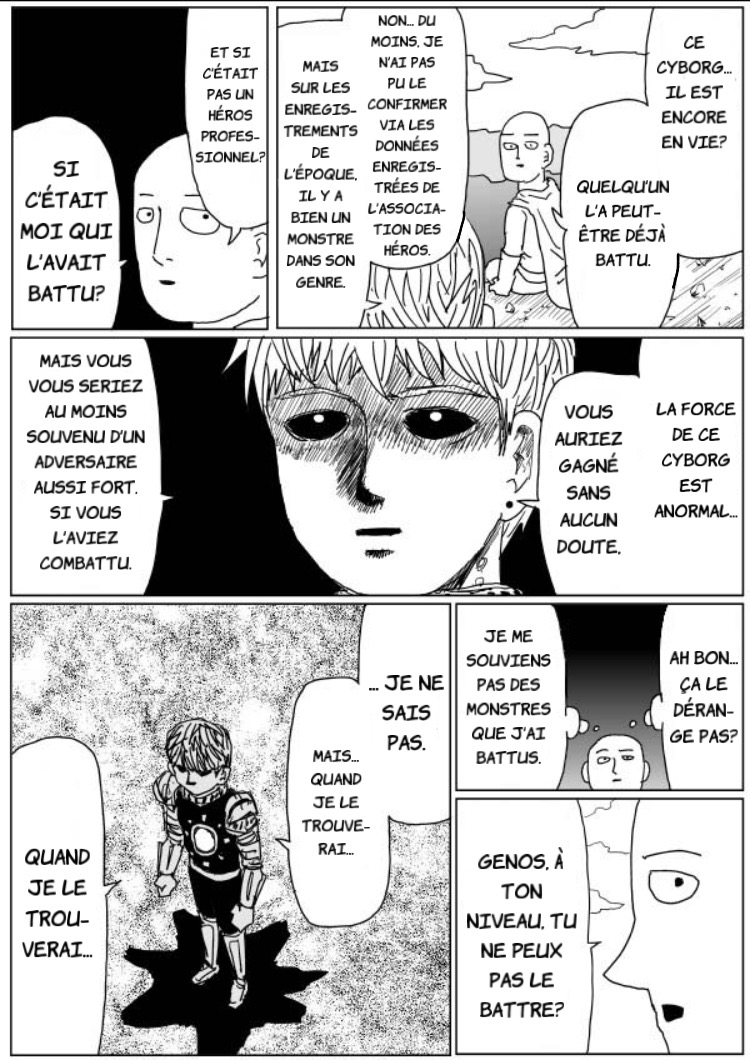 CE
CYBORG...
IL EST
ENCORE
EN VIE?
QUELQU'UN
L'A PEUT-
ÊTRE DÉJÀ
BATTU.
NON... DU
MOINS, JE
N'AI PAS
PU LE
CONFIRMER
VIA LES
DONNÉES
ENREGIS-
TRÉES DE
L'ASSOCIA-
TION DES
HÉROS.
MAIS
SUR LES
ENREGIS-
TREMENTS
DE
L'ÉPOQUE,
IL Y A
BIEN UN
MONSTRE
DANS SON
GENRE.
ET SI
C'ÉTAIT
PAS UN
HÉROS
PROFES-
SIONNEL?
SI
C'ÉTAIT
MOI QUI
L'AVAIT
BATTU?
LA FORCE
DE CE
CYBORG
EST
ANORMAL...
VOUS
AURIEZ
GAGNÉ
SANS
AUCUN
DOUTE,
MAIS VOUS
VOUS SERIEZ
AU MOINS
SOUVENU D'UN
ADVERSAIRE
AUSSI FORT,
SI VOUS
L'AVIEZ
COMBATTU.
AH BON...
ÇA LE
DÉRAN-
GE PAS?
JE ME
SOUVIENS
PAS DES
MONSTRES
QUE J'AI
BATTUS.
GENOS, À
TON
NIVEAU, TU
NE PEUX
PAS LE
BATTRE?
... JE NE
SAIS
PAS.
MAIS...
QUAND
JE LE
TROUVE-
RAI...
QUAND
JE LE
TROU-
VERAI...